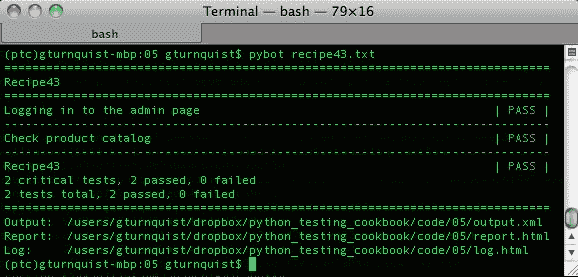 Terminal — bash — 79×16
bash
(ptc)gturnquist-mbp:05 gturnquist$ pybot recipe43.txt
==============================================================================
Recipe43
==============================================================================
Logging in to the admin page | PASS |
------------------------------------------------------------------------------
Check product catalog | PASS |
------------------------------------------------------------------------------
Recipe43 | PASS |
2 critical tests, 2 passed, 0 failed
2 tests total, 2 passed, 0 failed
==============================================================================
Output: /users/gturnquist/dropbox/python_testing_cookbook/code/05/output.xml
Report: /users/gturnquist/dropbox/python_testing_cookbook/code/05/report.html
Log: /users/gturnquist/dropbox/python_testing_cookbook/code/05/log.html
(ptc)gturnquist-mbp:05 gturnquist$